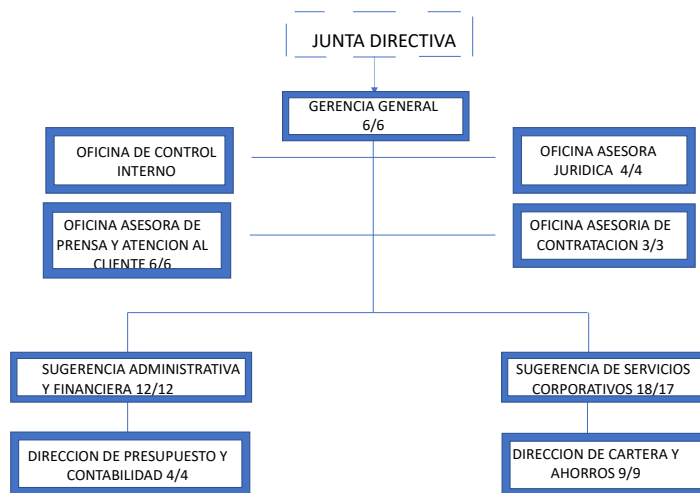 JUNTA DIRECTIVA
GERENCIA GENERAL
6/6
OFICINA DE CONTROL
INTERNO
OFICINA ASESORA
JURIDICA 4/4
OFICINA ASESORA DE
PRENSA Y ATENCION AL
CLIENTE 6/6
OFICINA ASESORIA DE
CONTRATACION 3/3
SUGERENCIA ADMINISTRATIVA
Y FINANCIERA 12/12
SUGERENCIA DE SERVICIOS
CORPORATIVOS 18/17
DIRECCION DE PRESUPUESTO Y
CONTABILIDAD 4/4
DIRECCION DE CARTERA Y
AHORROS 9/9